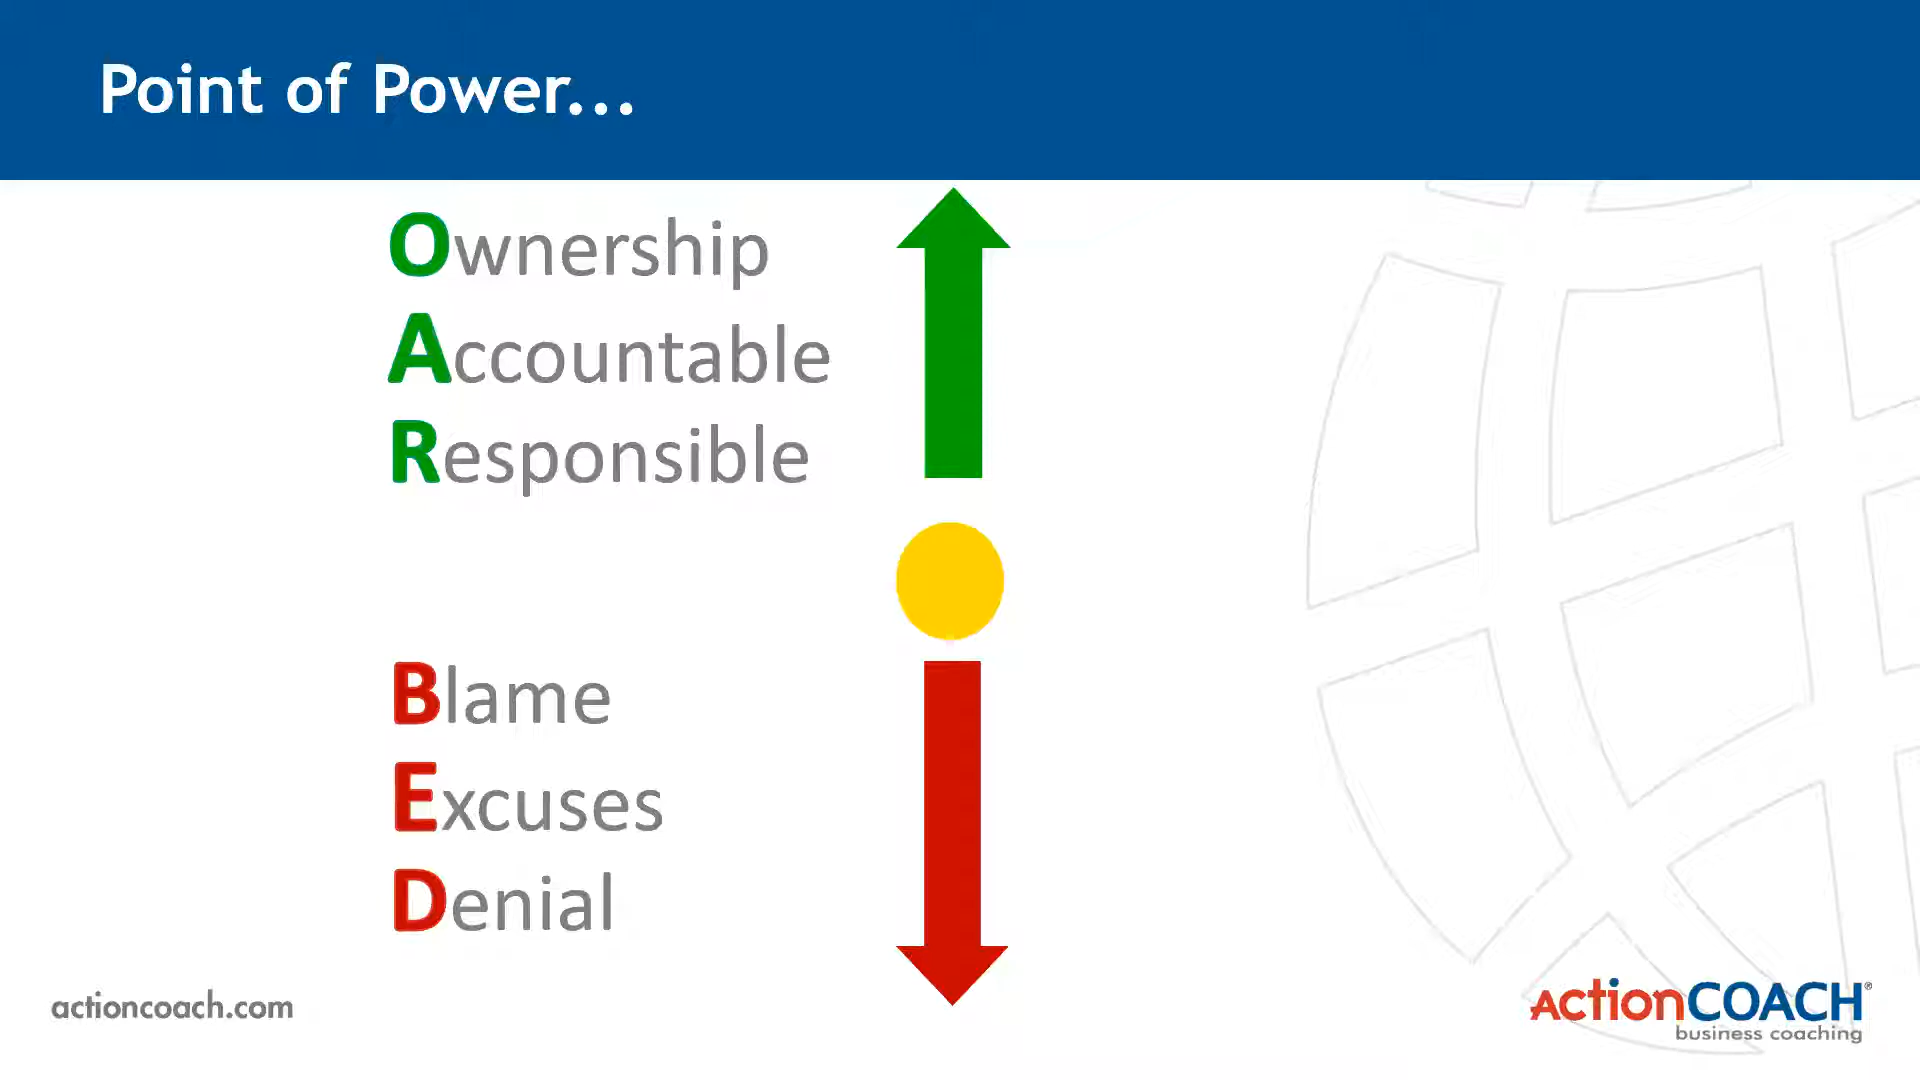 Point of Power...
Ownership
Accountable
Responsible
Blame
Excuses
Denial
actioncoach.com
ActionCOACH®
business coaching